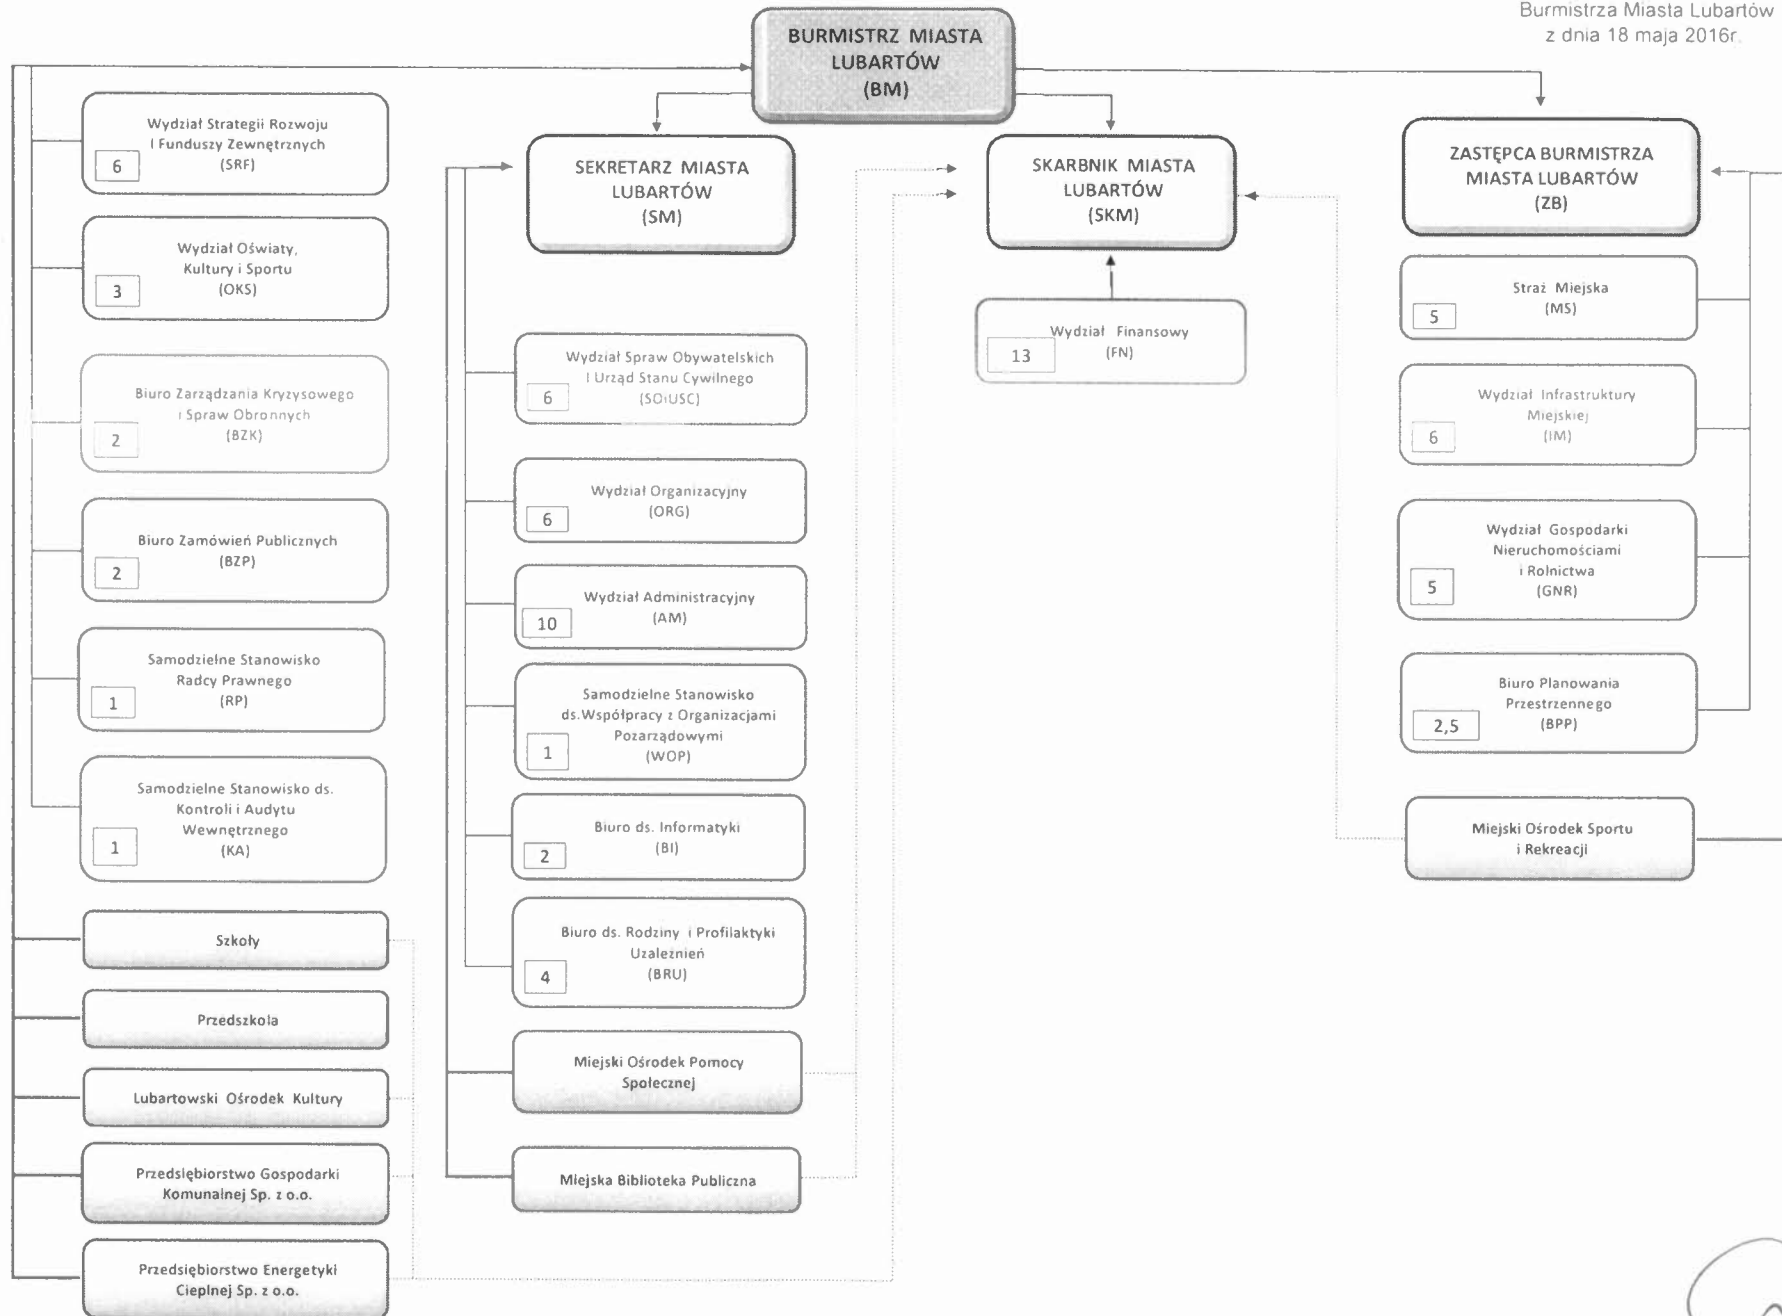 Burmistrza Miasta Lubartów
z dnia 18 maja 2016r.
BURMISTRZ MIASTA
LUBARTÓW
(BM)
Wydział Strategii Rozwoju
I Funduszy Zewnętrznych
(SRF)
6
Wydział Oświaty,
Kultury i Sportu
(OKS)
3
Biuro Zarządzania Kryzysowego
i Spraw Obronnych
(BZK)
2
Biuro Zamówień Publicznych
(BZP)
2
Samodzielne Stanowisko
Radcy Prawnego
(RP)
1
Samodzielne Stanowisko ds.
Kontroli i Audytu
Wewnętrznego
(KA)
1
Szkoły
Przedszkola
Lubartowski Ośrodek Kultury
Przedsiębiorstwo Gospodarki
Komunalnej Sp. z o.o.
Przedsiębiorstwo Energetyki
Cieplnej Sp. z o.o.
SEKRETARZ MIASTA
LUBARTÓW
(SM)
Wydział Spraw Obywatelskich
I Urząd Stanu Cywilnego
(SOiUSC)
6
Wydział Organizacyjny
(ORG)
6
Wydział Administracyjny
(AM)
10
Samodzielne Stanowisko
ds.Współpracy z Organizacjami
Pozarządowymi
(WOP)
1
Biuro ds. Informatyki
(BI)
2
Biuro ds. Rodziny i Profilaktyki
Uzależnień
(BRU)
4
Miejski Ośrodek Pomocy
Społecznej
Miejska Biblioteka Publiczna
SKARBNIK MIASTA
LUBARTÓW
(SKM)
Wydział Finansowy
(FN)
13
ZASTĘPCA BURMISTRZA
MIASTA LUBARTÓW
(ZB)
Straż Miejska
(MS)
5
Wydział Infrastruktury
Miejskiej
(IM)
6
Wydział Gospodarki
Nieruchomościami
i Rolnictwa
(GNR)
5
Biuro Planowania
Przestrzennego
(BPP)
2,5
Miejski Ośrodek Sportu
i Rekreacji